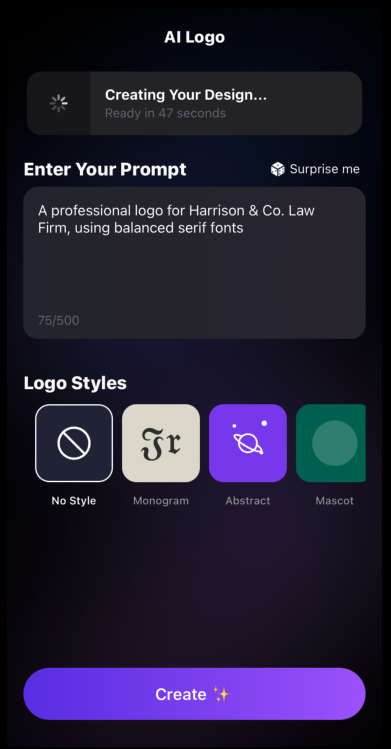 AI Logo
Creating Your Design...
Ready in 47 seconds
Enter Your Prompt
Surprise me
A professional logo for Harrison & Co. Law
Firm, using balanced serif fonts
75/500
Logo Styles
𝕵𝖗
No Style
Monogram
Abstract
Mascot
Create ✨